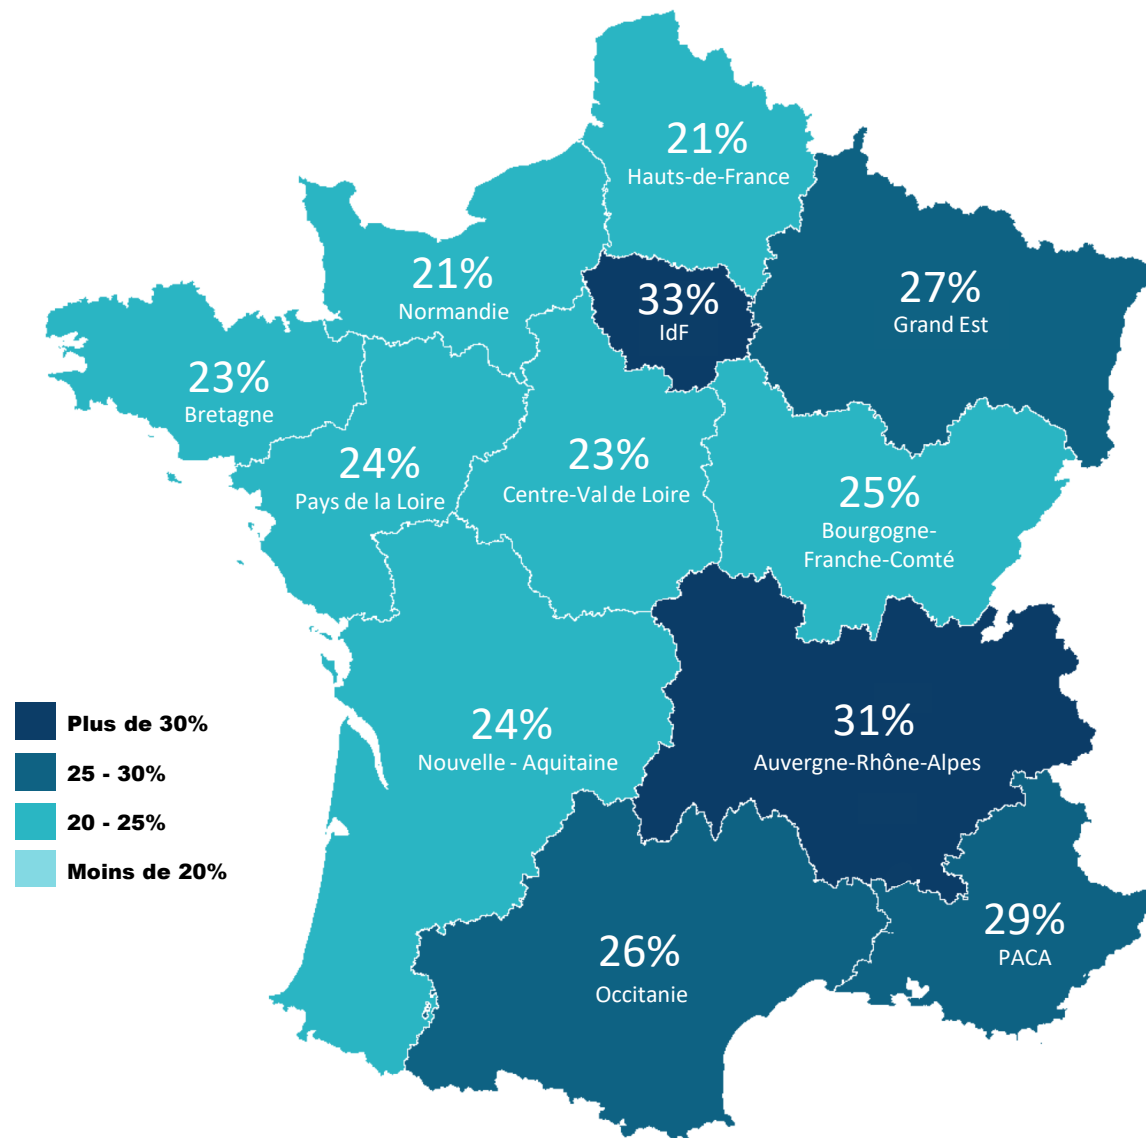 21%
Hauts-de-France
21%
Normandie
33%
IdF
27%
Grand Est
23%
Bretagne
24%
Pays de la Loire
23%
Centre-Val de Loire
25%
Bourgogne-
Franche-Comté
24%
Nouvelle - Aquitaine
31%
Auvergne-Rhône-Alpes
26%
Occitanie
29%
PACA
Plus de 30%
25 - 30%
20 - 25%
Moins de 20%